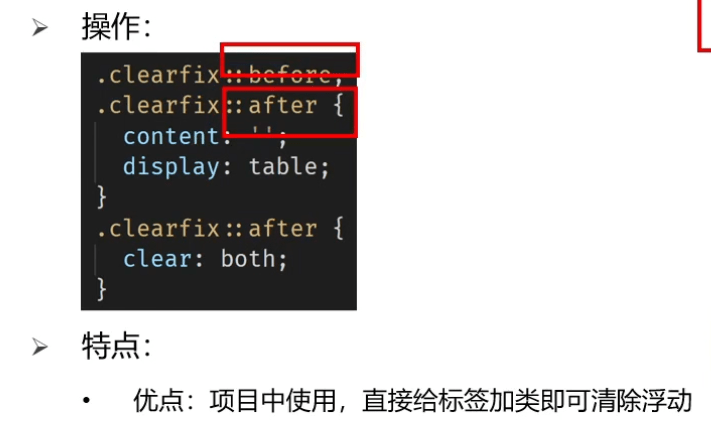 操作：
.clearfix::before,
.clearfix::after {
content: '';
display: table;
}
.clearfix::after {
clear: both;
}
特点：
优点：项目中使用，直接给标签加类即可清除浮动